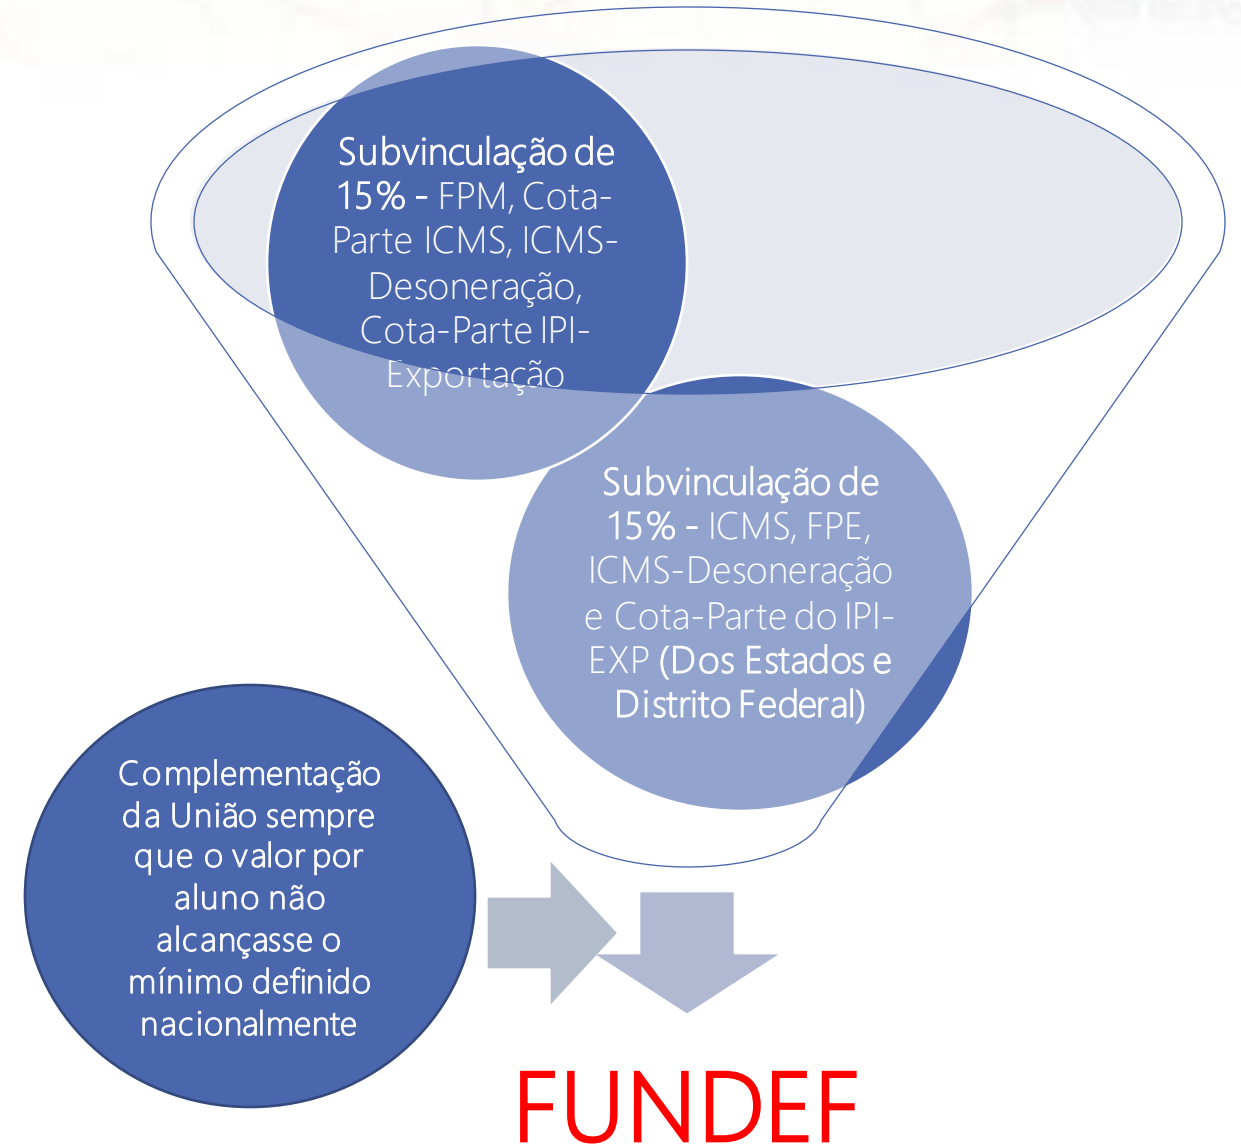 Subvinculação de
15% - FPM, Cota-
Parte ICMS, ICMS-
Desoneração,
Cota-Parte IPI-
Exportação
Subvinculação de
15% - ICMS, FPE,
ICMS-Desoneração
e Cota-Parte do IPI-
EXP (Dos Estados e
Distrito Federal)
Complementação
da União sempre
que o valor por
aluno não
alcançasse o
mínimo definido
nacionalmente
FUNDEF